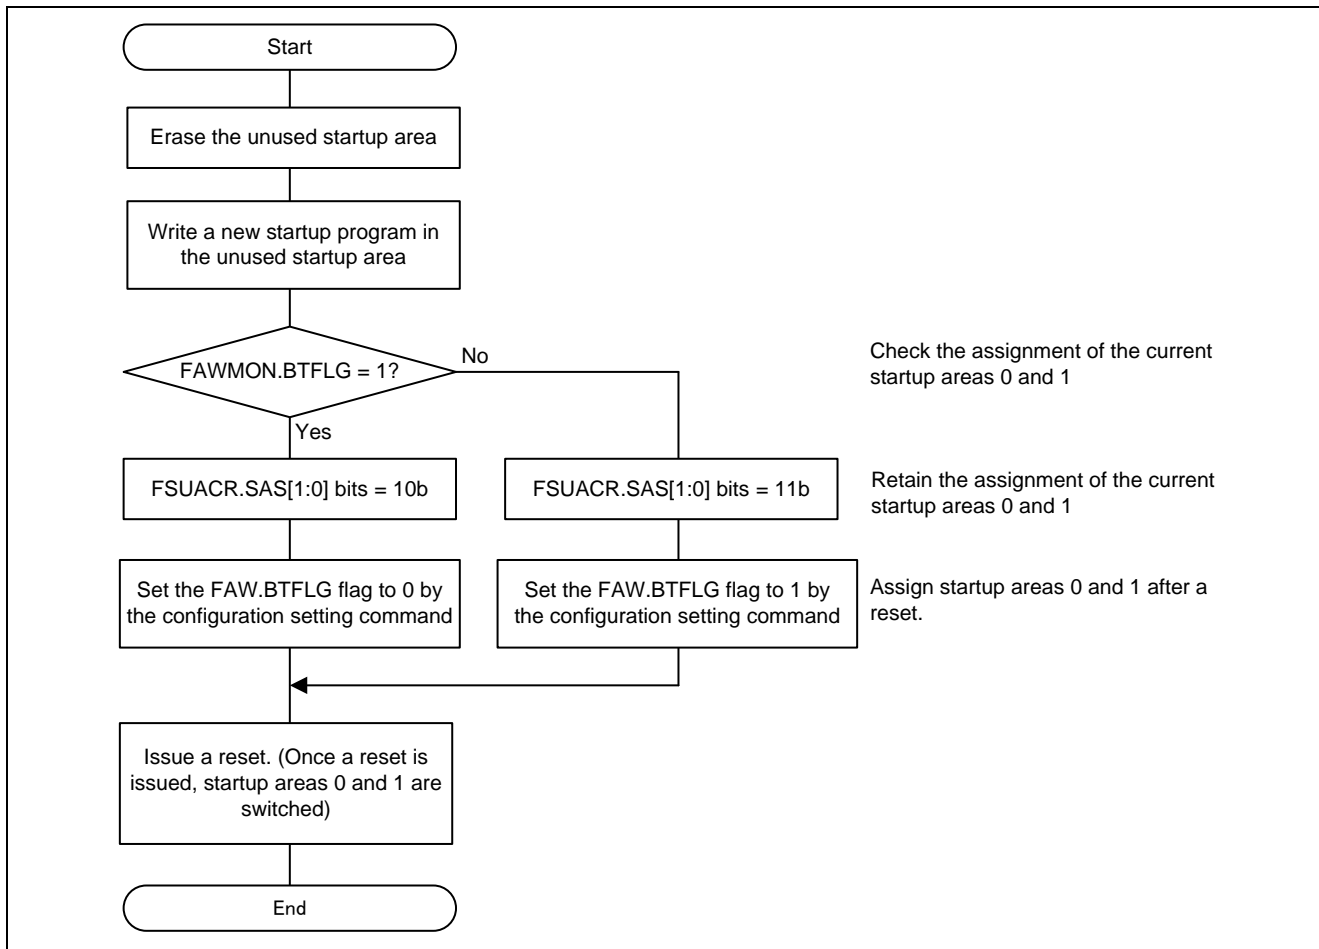 Start
Erase the unused startup area
Write a new startup program in
the unused startup area
FAWMON.BTFLG = 1?
No
Yes
Check the assignment of the current
startup areas 0 and 1
FSUACR.SAS[1:0] bits = 10b
FSUACR.SAS[1:0] bits = 11b
Retain the assignment of the current
startup areas 0 and 1
Set the FAW.BTFLG flag to 0 by
the configuration setting command
Set the FAW.BTFLG flag to 1 by
the configuration setting command
Assign startup areas 0 and 1 after a
reset.
Issue a reset. (Once a reset is
issued, startup areas 0 and 1 are
switched)
End